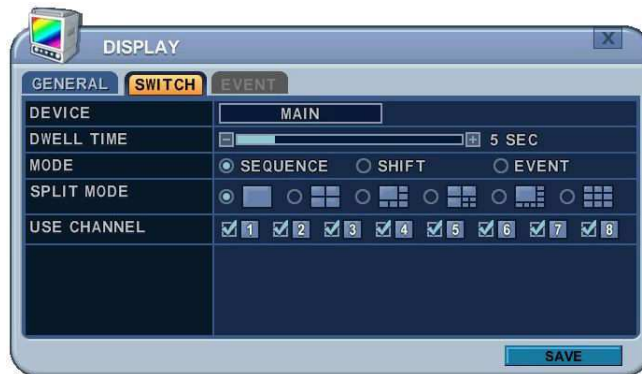 DISPLAY
X
GENERAL SWITCH EVENT
DEVICE MAIN
DWELL TIME 5 SEC
MODE SEQUENCE SHIFT EVENT
SPLIT MODE
USE CHANNEL 1 2 3 4 5 6 7 8
SAVE